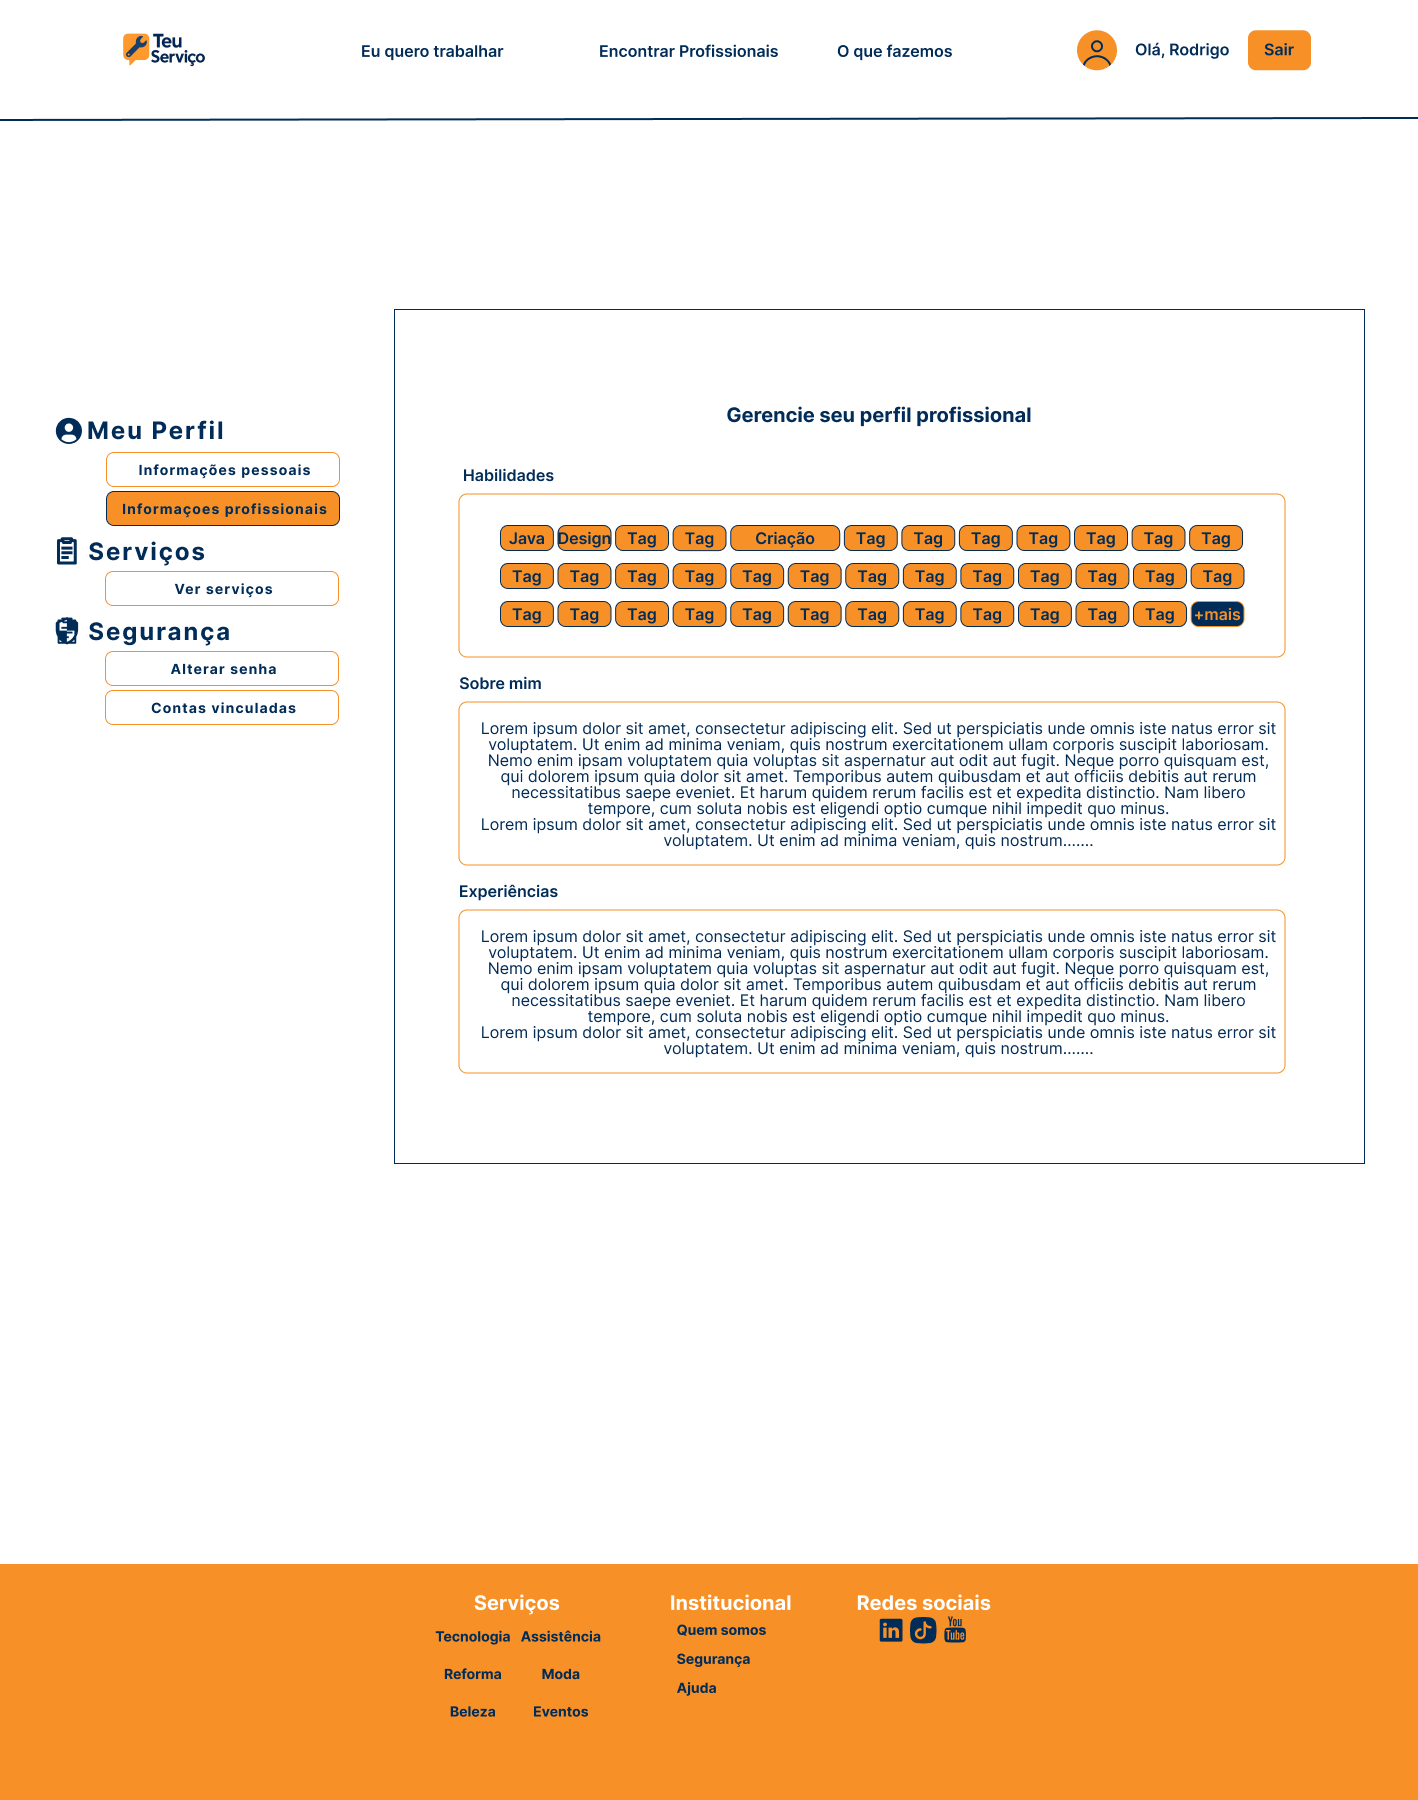 Teu
Serviço
Eu quero trabalhar
Encontrar Profissionais
O que fazemos
Olá, Rodrigo
Sair
Meu Perfil
Informações pessoais
Informaçoes profissionais
Serviços
Ver serviços
Segurança
Alterar senha
Contas vinculadas
Gerencie seu perfil profissional
Habilidades
Java Design Tag Tag Criação Tag Tag Tag Tag Tag Tag Tag
Tag Tag Tag Tag Tag Tag Tag Tag Tag Tag Tag Tag Tag
Tag Tag Tag Tag Tag Tag Tag Tag Tag Tag Tag Tag +mais
Sobre mim
Lorem ipsum dolor sit amet, consectetur adipiscing elit. Sed ut perspiciatis unde omnis iste natus error sit
voluptatem. Ut enim ad minima veniam, quis nostrum exercitationem ullam corporis suscipit laboriosam.
Nemo enim ipsam voluptatem quia voluptas sit aspernatur aut odit aut fugit. Neque porro quisquam est,
qui dolorem ipsum quia dolor sit amet. Temporibus autem quibusdam et aut officiis debitis aut rerum
necessitatibus saepe eveniet. Et harum quidem rerum facilis est et expedita distinctio. Nam libero
tempore, cum soluta nobis est eligendi optio cumque nihil impedit quo minus.
Lorem ipsum dolor sit amet, consectetur adipiscing elit. Sed ut perspiciatis unde omnis iste natus error sit
voluptatem. Ut enim ad minima veniam, quis nostrum.......
Experiências
Lorem ipsum dolor sit amet, consectetur adipiscing elit. Sed ut perspiciatis unde omnis iste natus error sit
voluptatem. Ut enim ad minima veniam, quis nostrum exercitationem ullam corporis suscipit laboriosam.
Nemo enim ipsam voluptatem quia voluptas sit aspernatur aut odit aut fugit. Neque porro quisquam est,
qui dolorem ipsum quia dolor sit amet. Temporibus autem quibusdam et aut officiis debitis aut rerum
necessitatibus saepe eveniet. Et harum quidem rerum facilis est et expedita distinctio. Nam libero
tempore, cum soluta nobis est eligendi optio cumque nihil impedit quo minus.
Lorem ipsum dolor sit amet, consectetur adipiscing elit. Sed ut perspiciatis unde omnis iste natus error sit
voluptatem. Ut enim ad minima veniam, quis nostrum.......
Serviços
Tecnologia Assistência
Reforma Moda
Beleza Eventos
Institucional
Quem somos
Segurança
Ajuda
Redes sociais
in
You
Tube